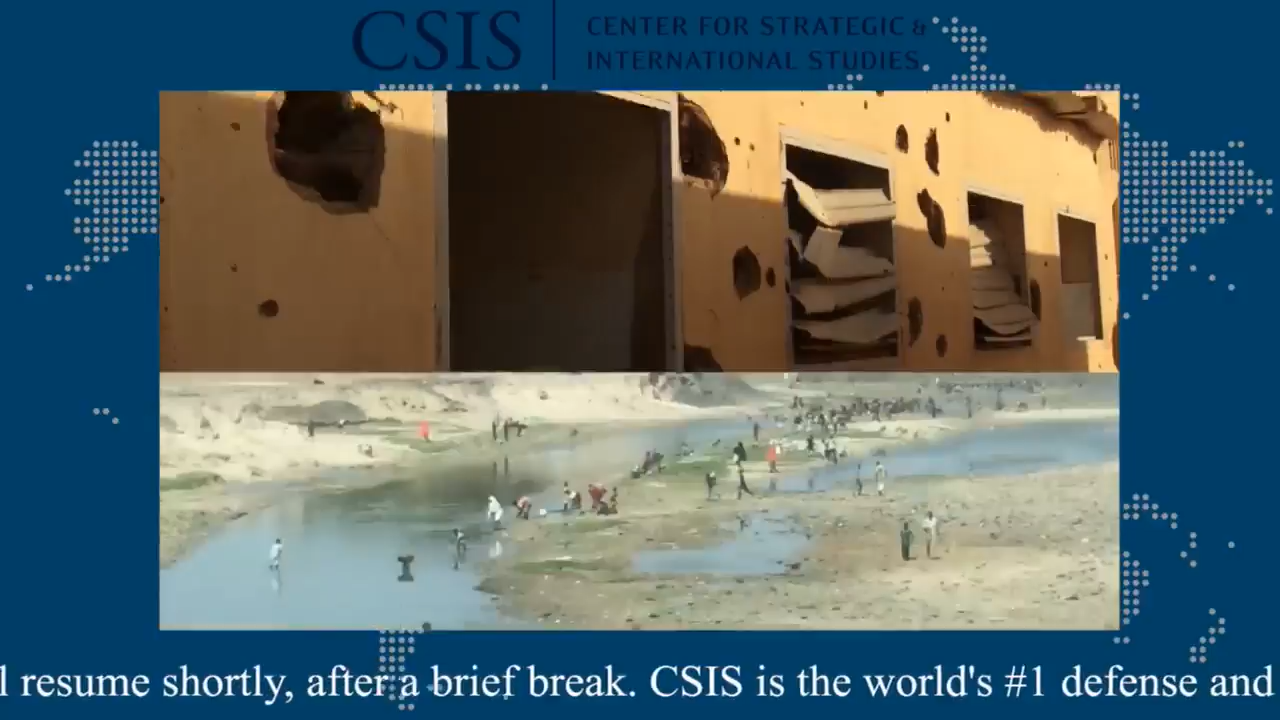 CSIS
CENTER FOR STRATEGIC &
INTERNATIONAL STUDIES
l resume shortly, after a brief break. CSIS is the world's #1 defense and